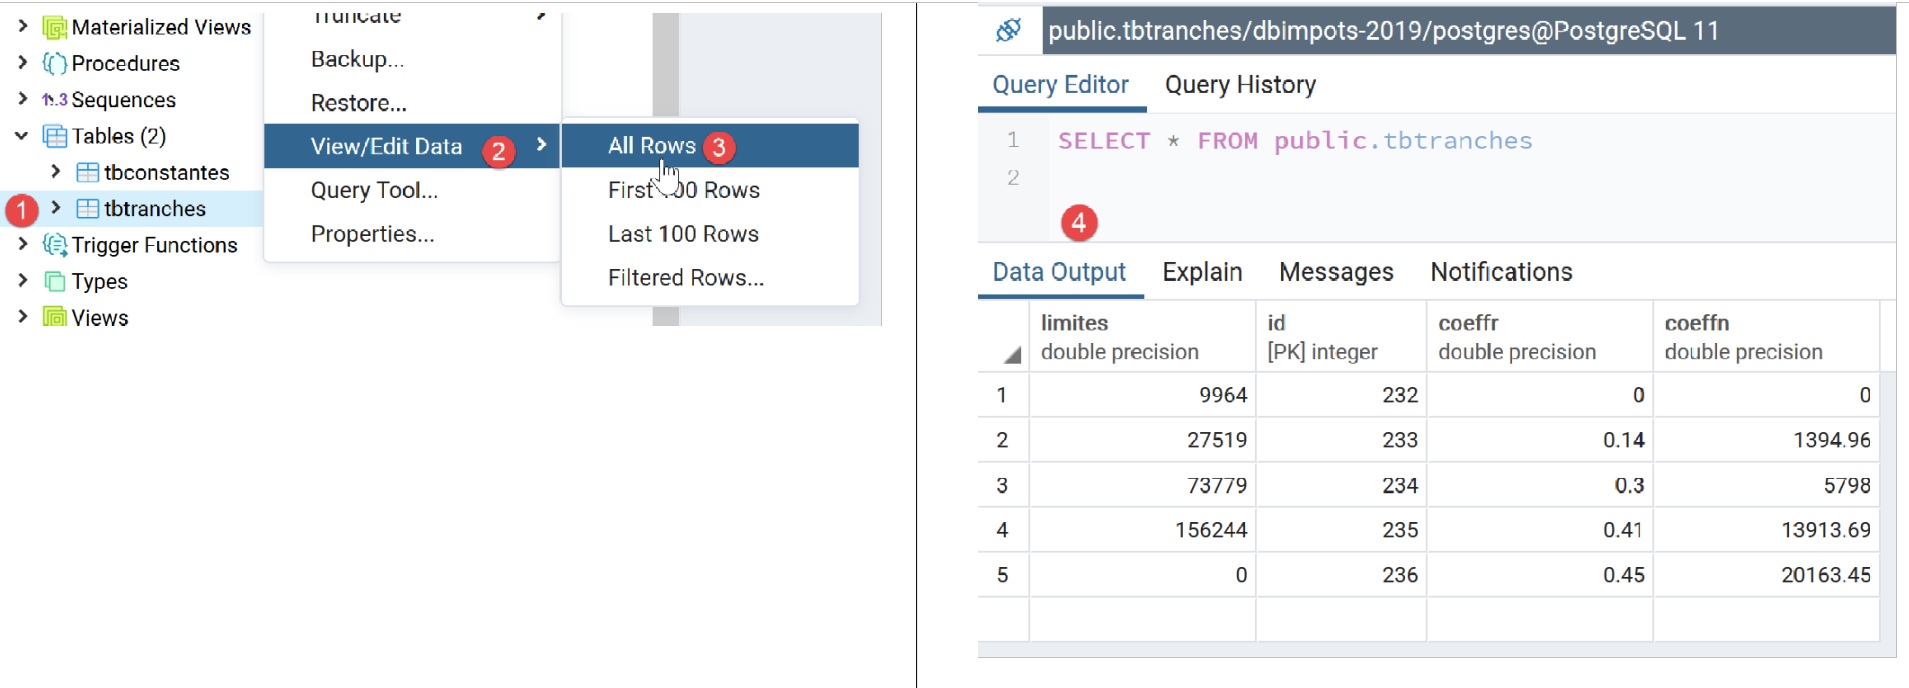 Materialized Views
Procedures
1..3 Sequences
Tables (2)
tbconstantes
1
tbtranches
Trigger Functions
Types
Views
Truncate
Backup...
Restore...
View/Edit Data
2
Query Tool...
Properties...
All Rows
3
First 100 Rows
Last 100 Rows
Filtered Rows...
public.tbtranches/dbimpots-2019/postgres@PostgreSQL 11
Query Editor Query History
1 SELECT * FROM public.tbtranches
2
4
Data Output Explain Messages Notifications
limites id coeffr coeffn
double precision [PK] integer double precision double precision
1 9964 232 0 0
2 27519 233 0.14 1394.96
3 73779 234 0.3 5798
4 156244 235 0.41 13913.69
5 0 236 0.45 20163.45